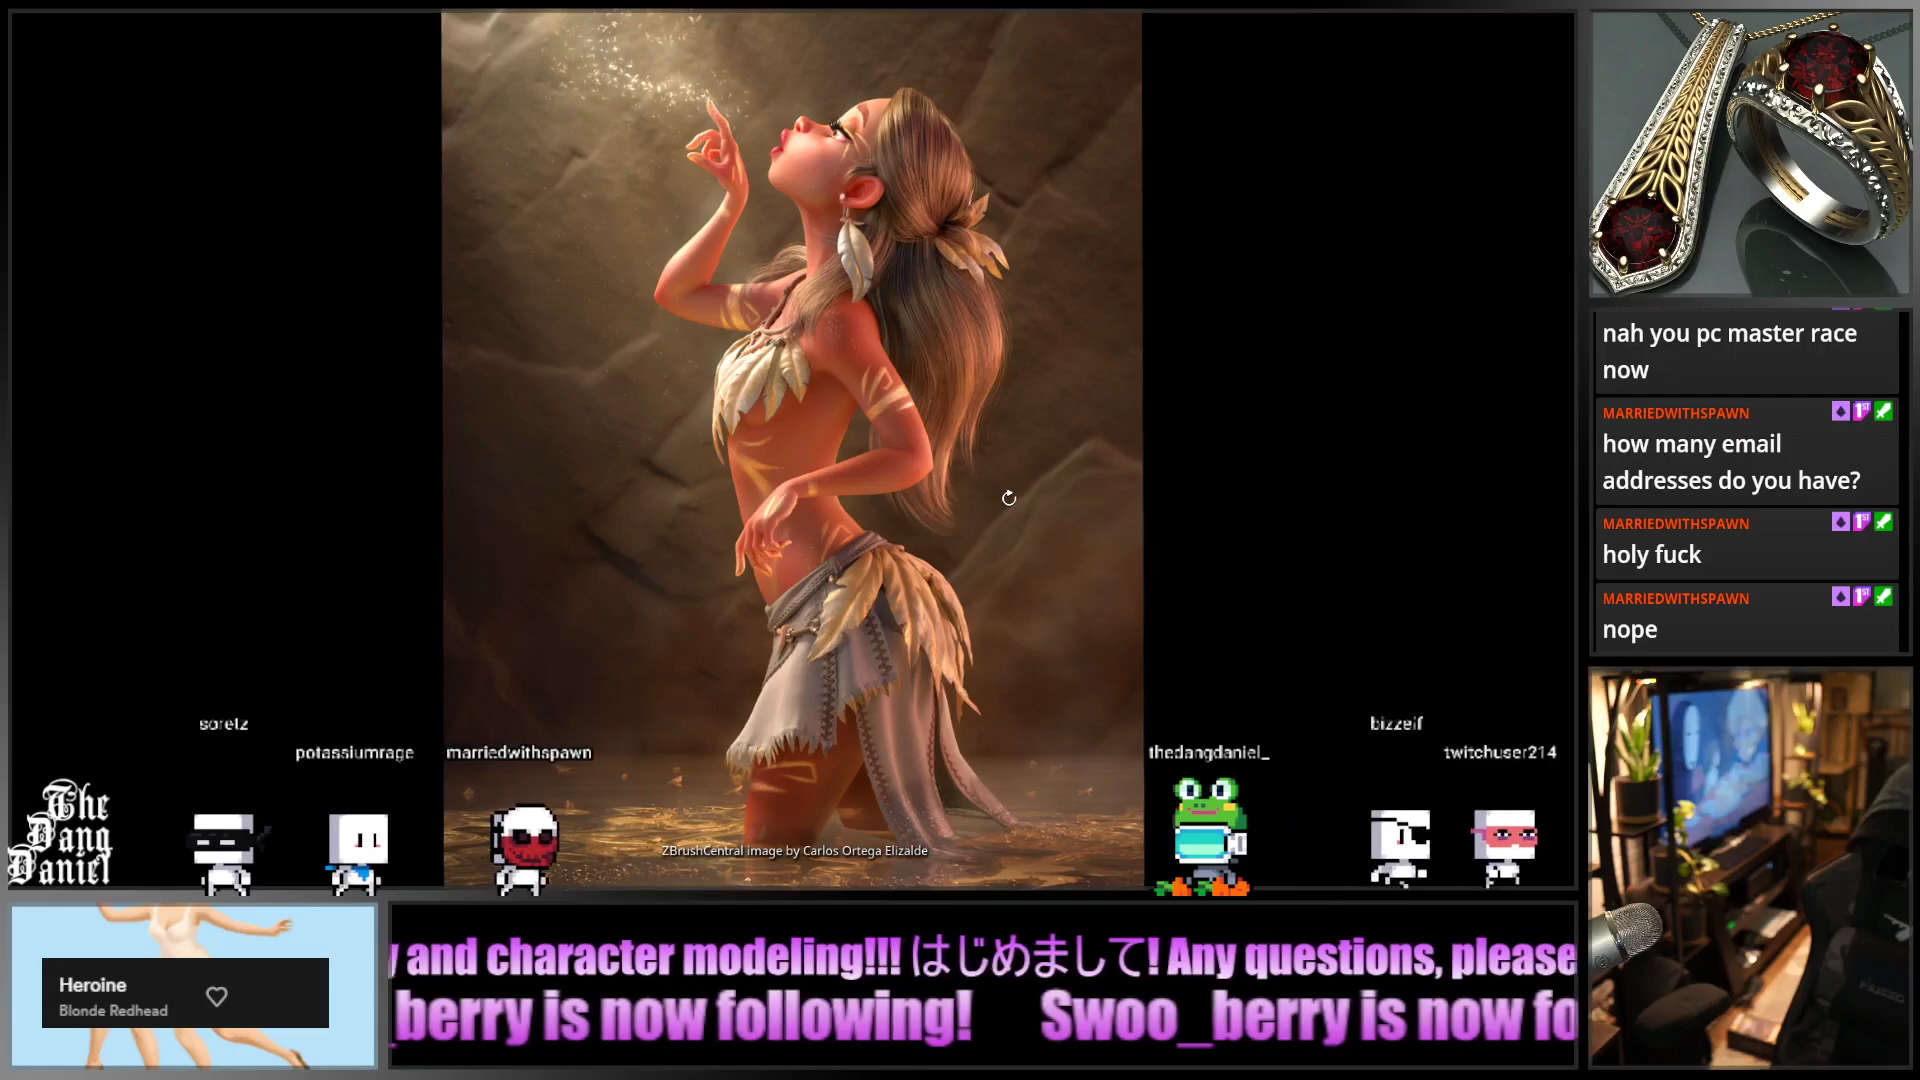 nah you pc master race
now
MARRIEDWITHSPAWN
how many email
addresses do you have?
MARRIEDWITHSPAWN
holy fuck
MARRIEDWITHSPAWN
nope
soretz
potassiumrage
marriedwithspawn
thedangdaniel_
bizzeif
twitchuser214
The
Dang
Daniel
ZBrushCentral image by Carlos Ortega Elizalde
Heroine
Blonde Redhead
and character modeling!!! はじめまして! Any questions, please
_berry is now following! Swoo_berry is now fo